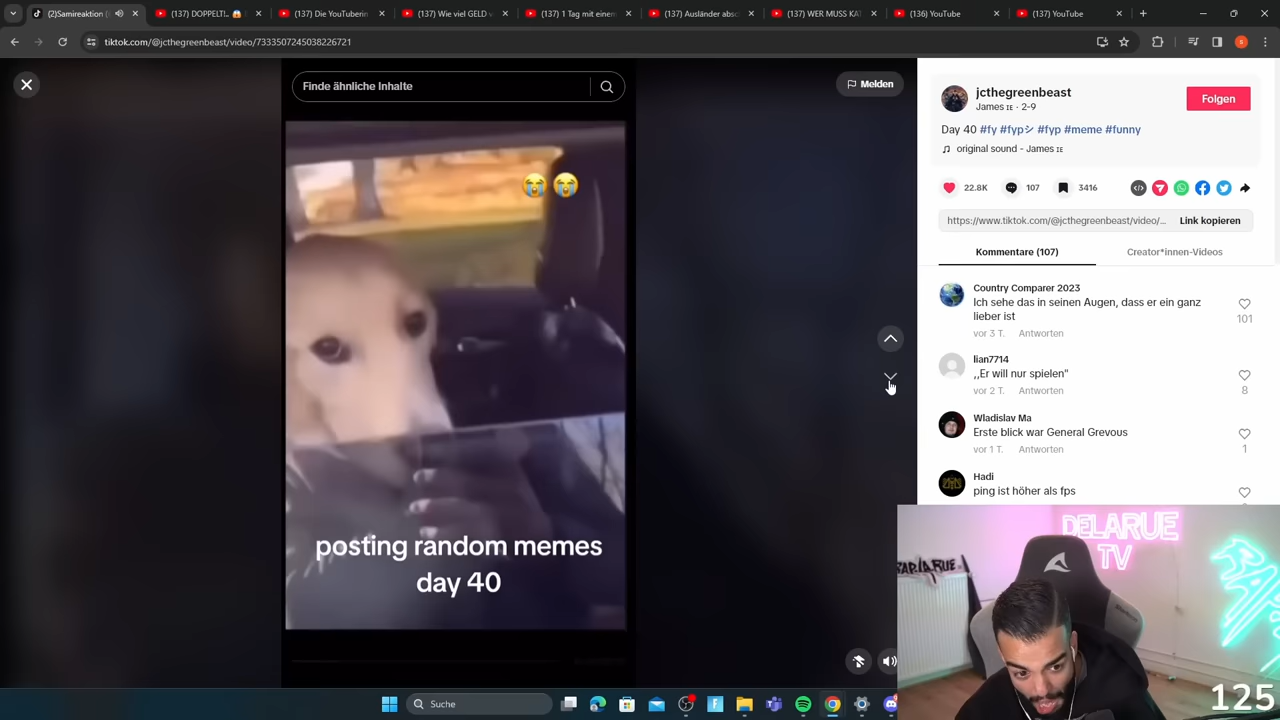 (2)Samireaktion (
(137) DOPPELT!..
(137) Die YouTuberin
(137) Wie viel GELD v
(137) 1 Tag mit einem
(137) Ausländer absc
(137) WER MUSS KA
(136) YouTube
(137) YouTube
tiktok.com/@jcthegreenbeast/video/7333507245038226721
Finde ähnliche Inhalte
Melden
posting random memes
day 40
jcthegreenbeast
James ɪᴇ · 2-9
Folgen
Day 40 #fy #fypシ #fyp #meme #funny
original sound - James ɪᴇ
22.8K
107
3416
https://www.tiktok.com/@jcthegreenbeast/video/...
Link kopieren
Kommentare (107)
Creator*innen-Videos
Country Comparer 2023
Ich sehe das in seinen Augen, dass er ein ganz
lieber ist
101
vor 3 T. Antworten
lian7714
,,Er will nur spielen"
8
vor 2 T. Antworten
Wladislav Ma
Erste blick war General Grevous
1
vor 1 T. Antworten
Hadi
ping ist höher als fps
DELARUE
TV
125
Suche